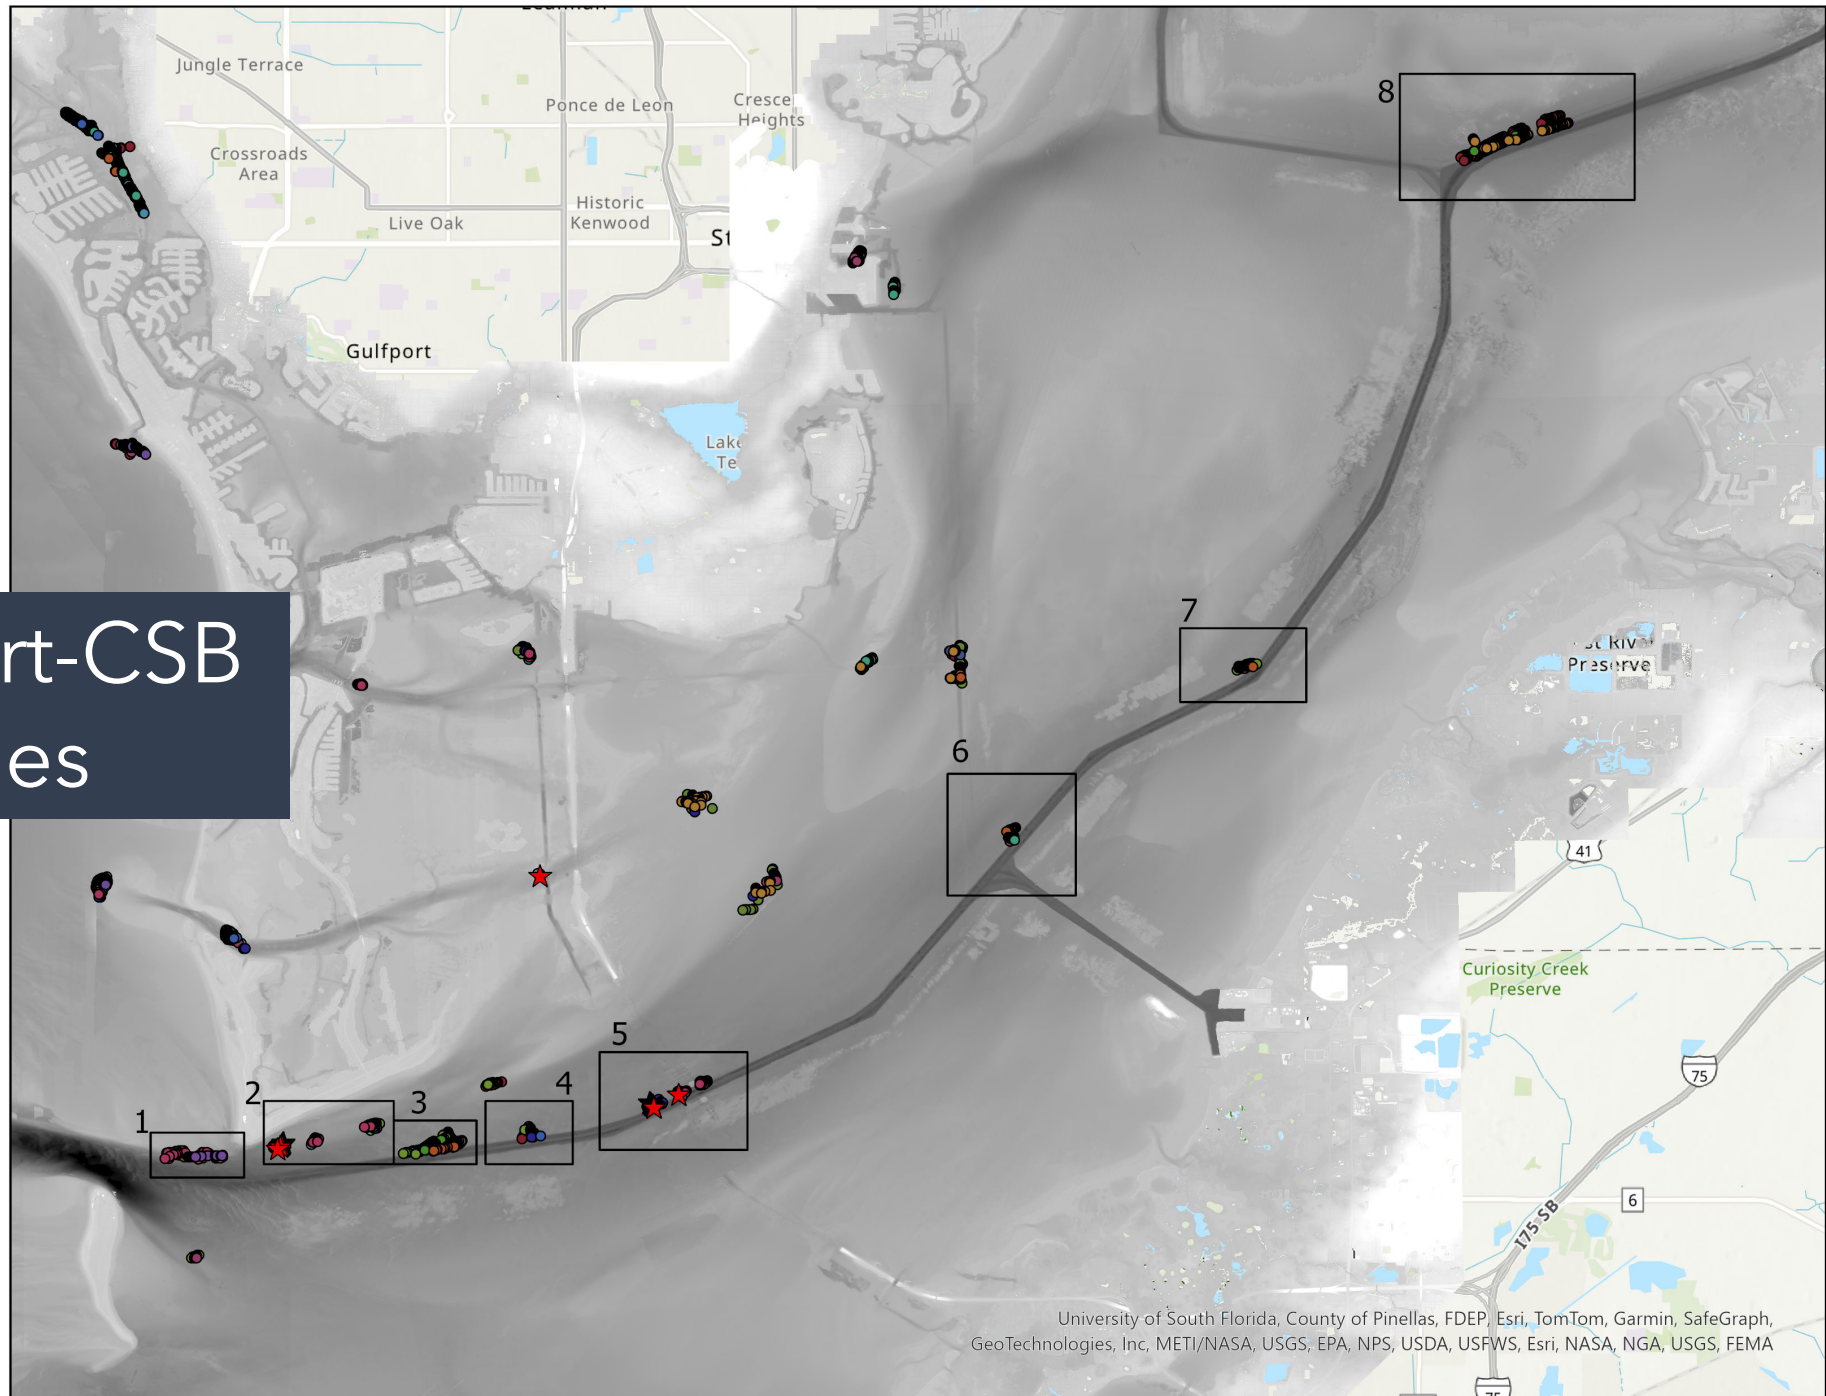 Jungle Terrace
Ponce de Leon
Cresce
Heights
8
Crossroads
Area
Historic
Kenwood
Live Oak
St
Gulfport
Lake
Te
7
rt-CSB
es
Preserve
6
41
Curiosity Creek
Preserve
5
75
2
4
3
1
6
I75 SB
University of South Florida, County of Pinellas, FDEP, Esri, TomTom, Garmin, SafeGraph,
GeoTechnologies, Inc, METI/NASA, USGS, EPA, NPS, USDA, USFWS, Esri, NASA, NGA, USGS, FEMA
75